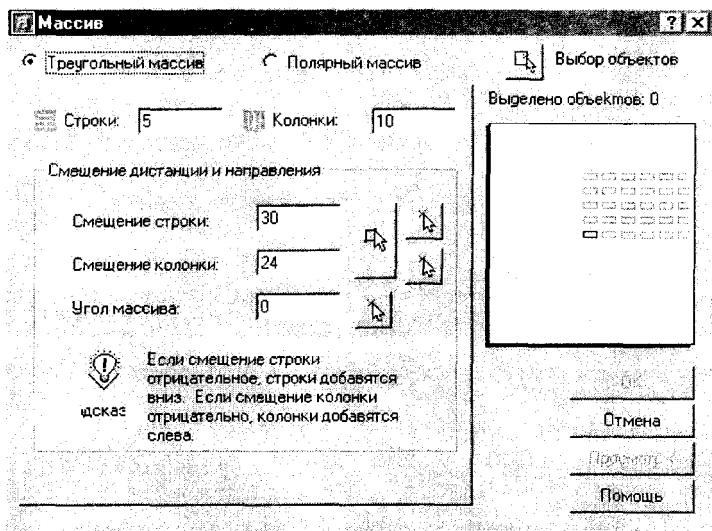 Массив
Треугольный массив
Полярный массив
Выбор объектов
Строки: 5
Колонки: 10
Выделено объектов: 0
Смещение дистанции и направления
Смещение строки: 30
Смещение колонки: 24
Угол массива: 0
Если смещение строки
отрицательное, строки добавятся
вниз. Если смещение колонки
отрицательно, колонки добавятся
слева.
дсказ
OK
Отмена
Помощь